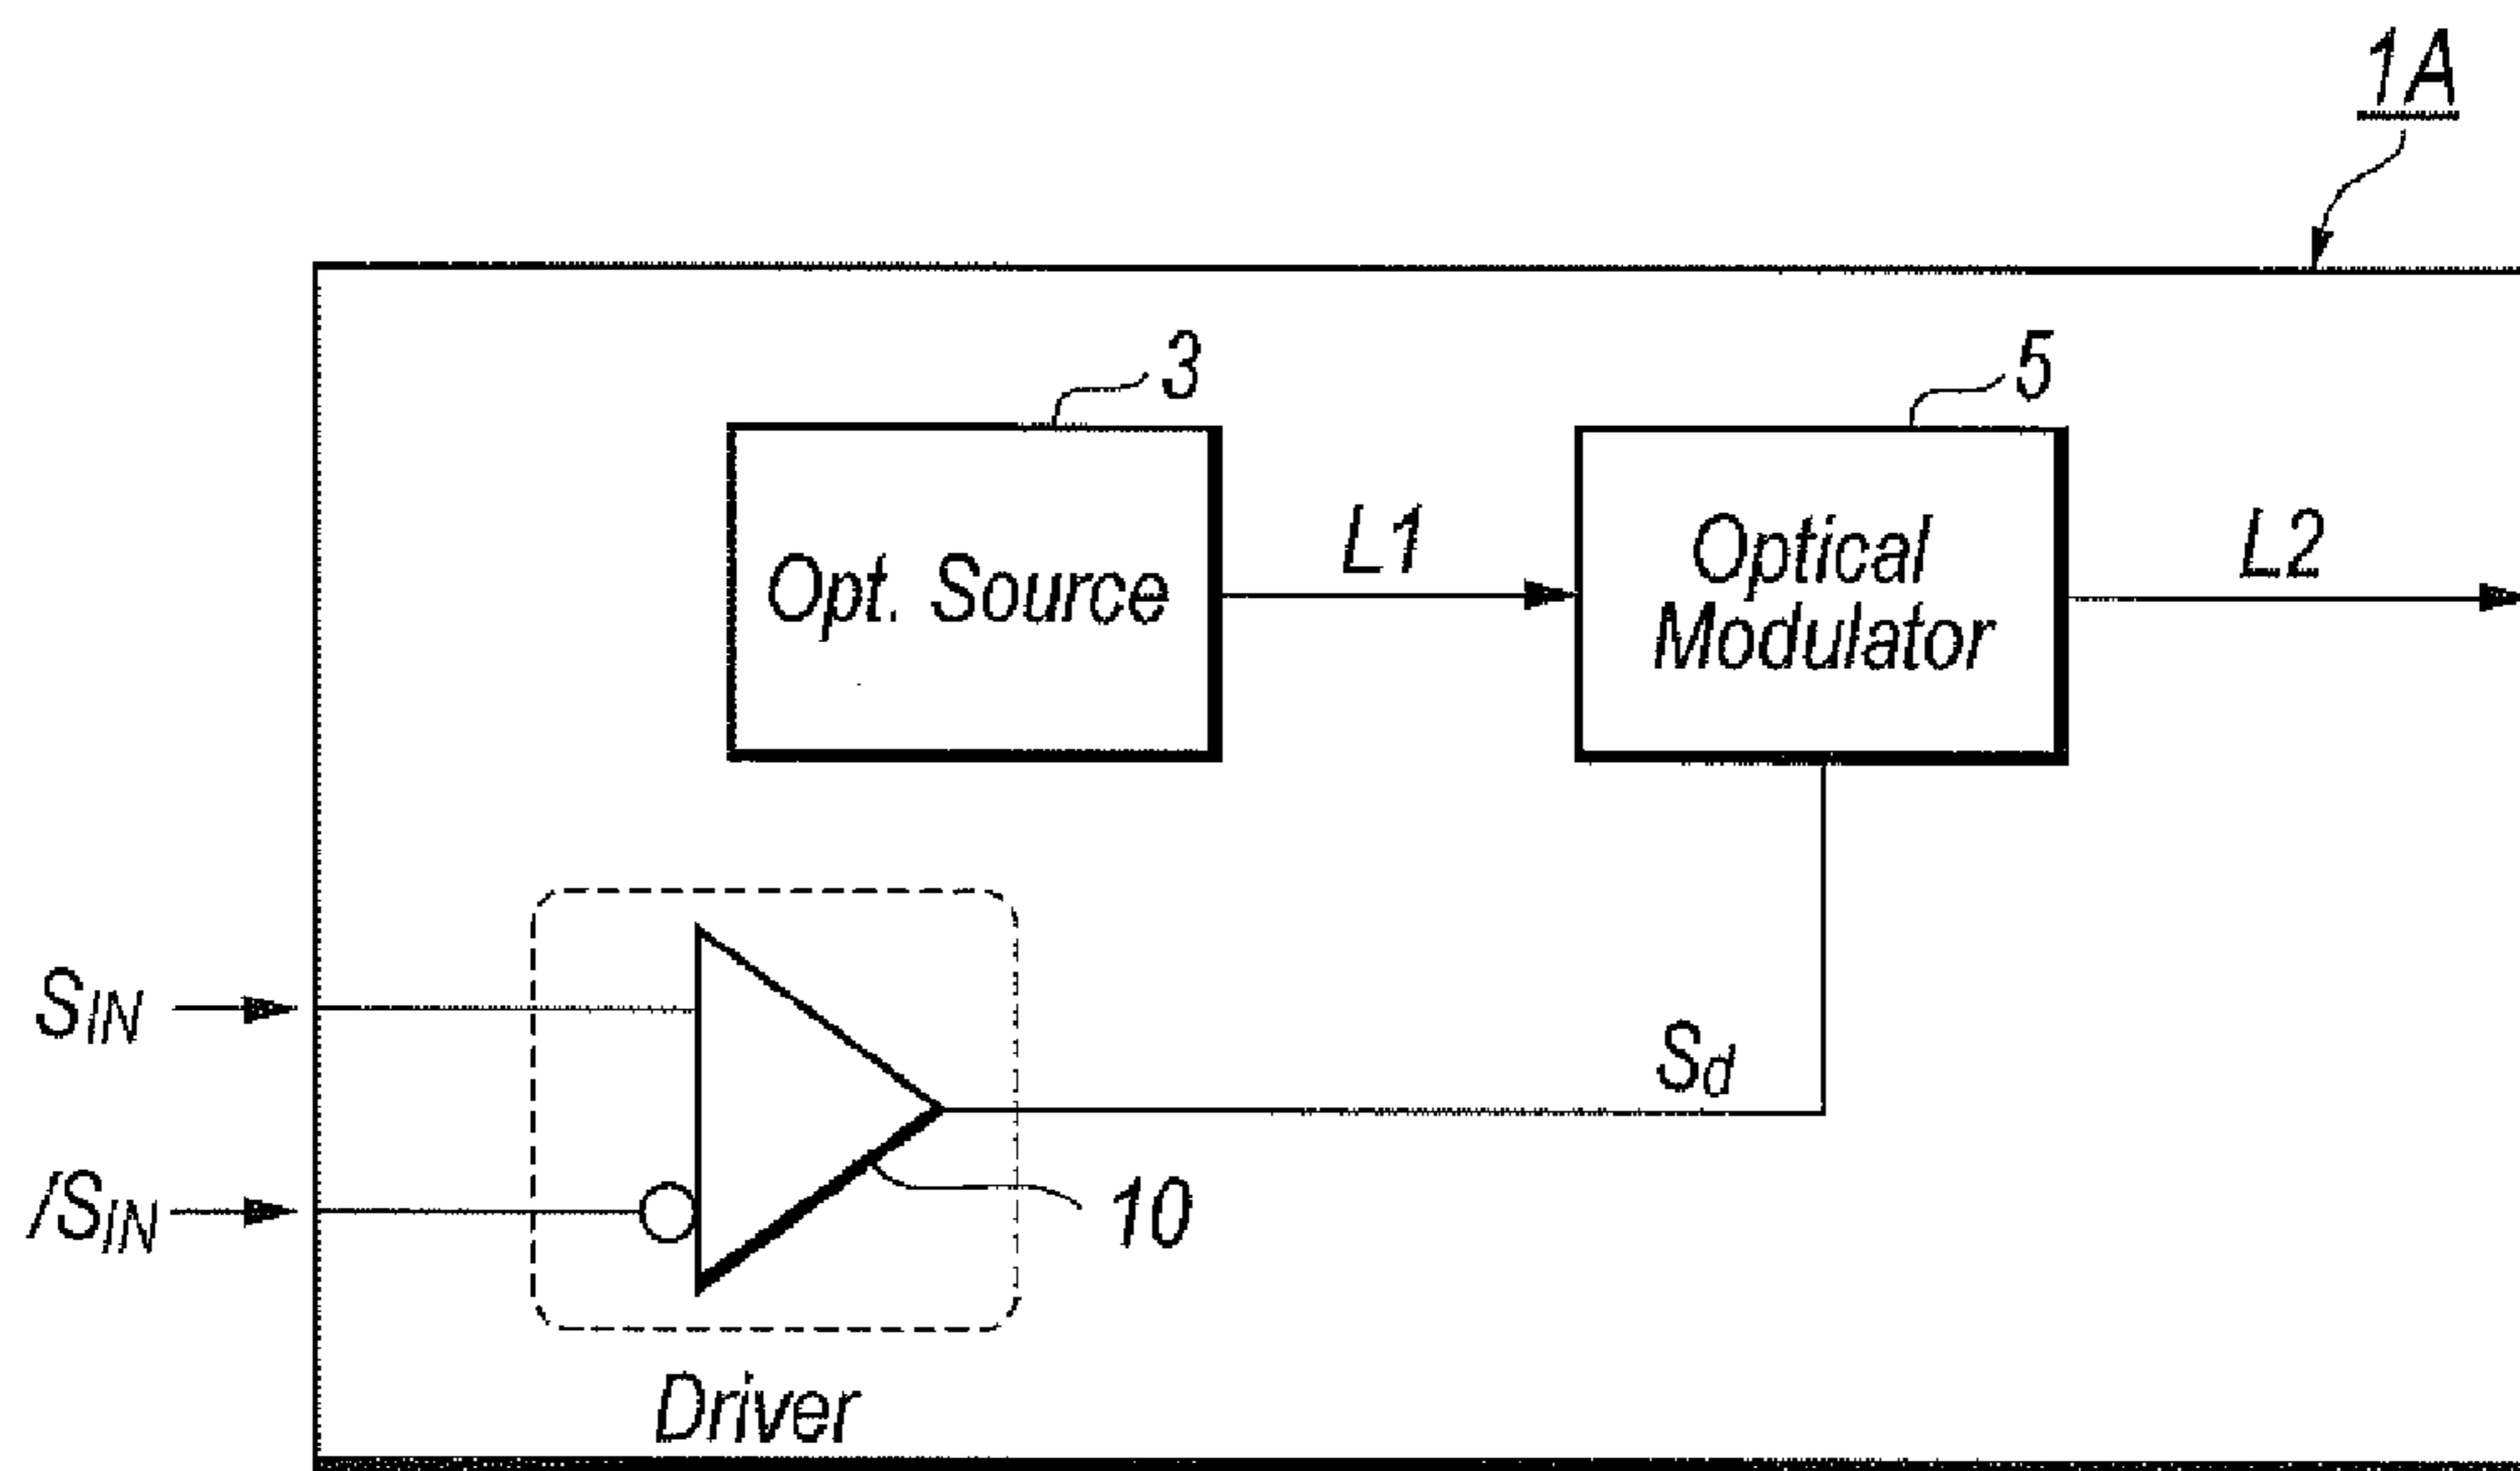 1A
3
5
Opt. Source
L1
Optical
Modulator
L2
SIN
Sd
/SIN
10
Driver